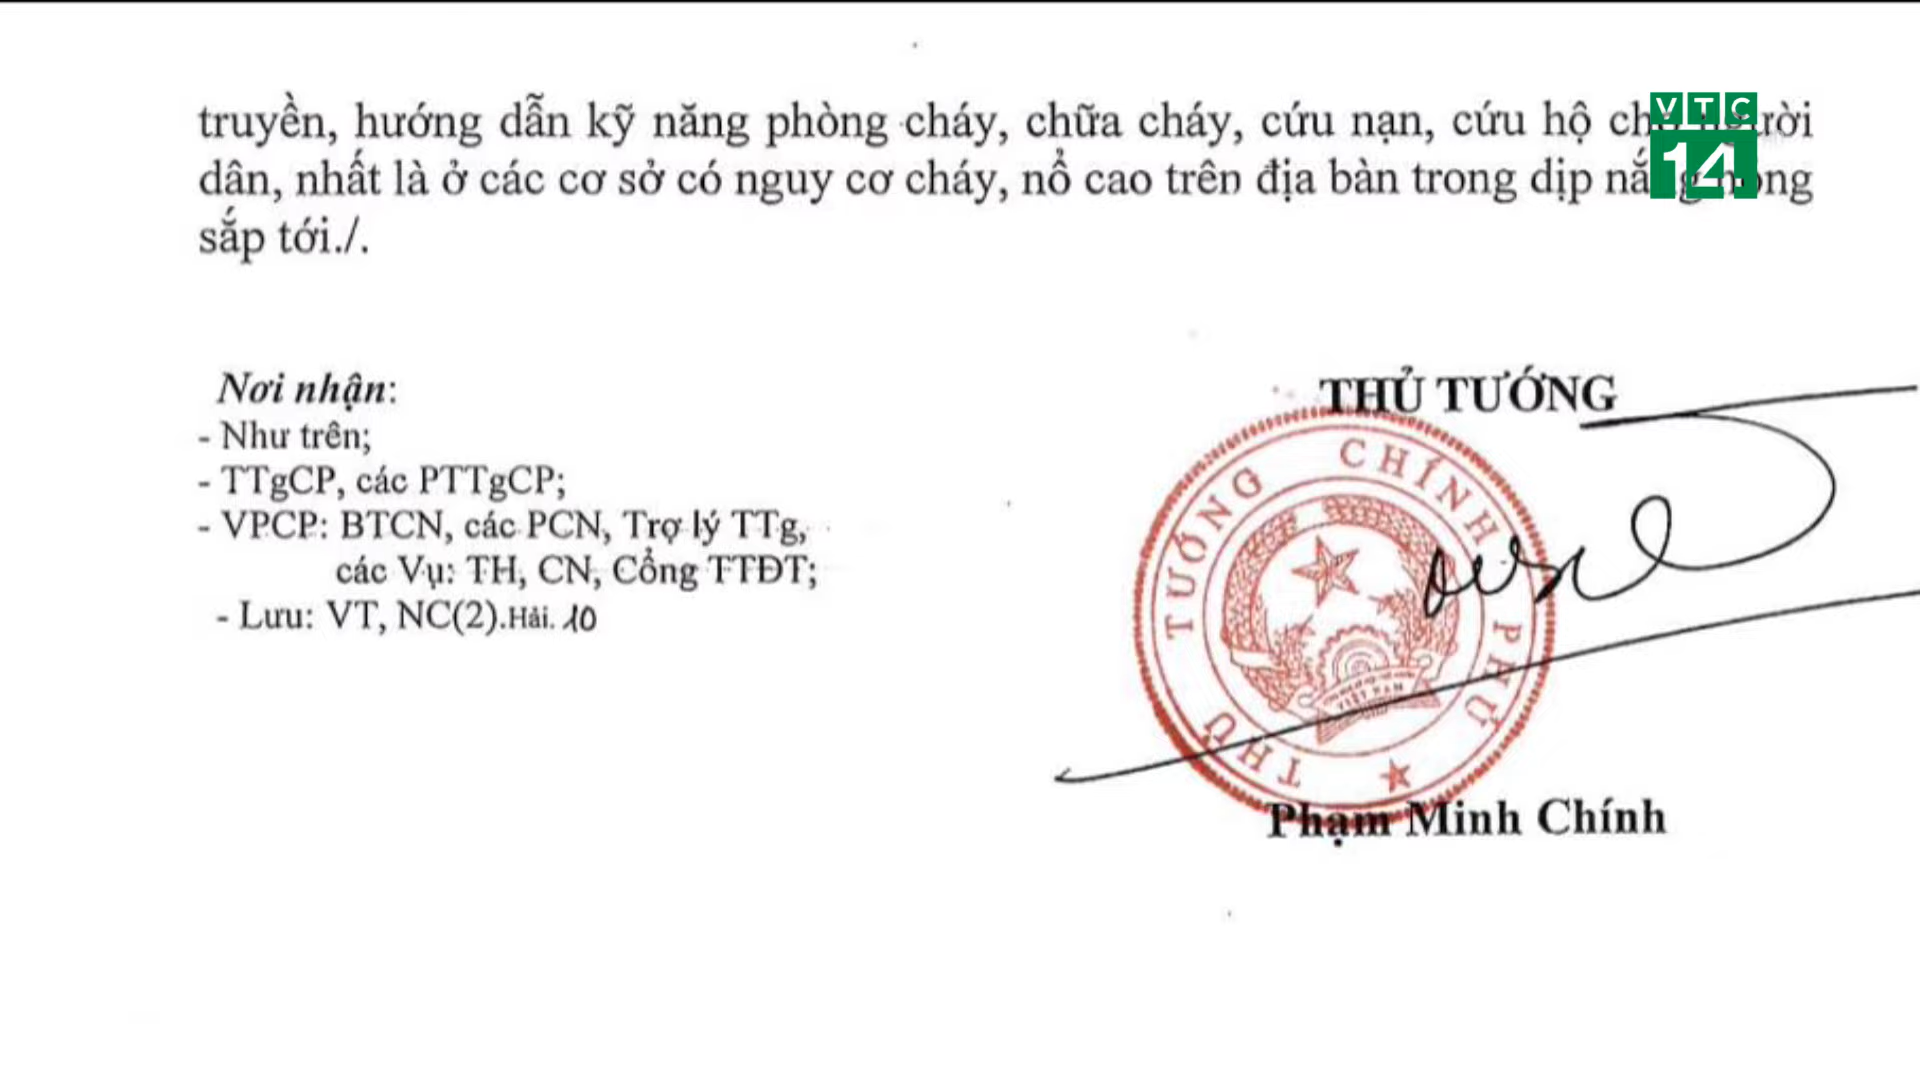 truyền, hướng dẫn kỹ năng phòng cháy, chữa cháy, cứu nạn, cứu hộ cho người
dân, nhất là ở các cơ sở có nguy cơ cháy, nổ cao trên địa bàn trong dịp nắng nóng
sắp tới./.
VTC
14
Nơi nhận:
- Như trên;
- TTgCP, các PTTgCP;
- VPCP: BTCN, các PCN, Trợ lý TTg,
các Vụ: TH, CN, Cổng TTĐT;
- Lưu: VT, NC(2).Hải. 10
THỦ TƯỚNG
THỦ TƯỚNG CHÍNH PHỦ
VIỆT NAM
Phạm Minh Chính